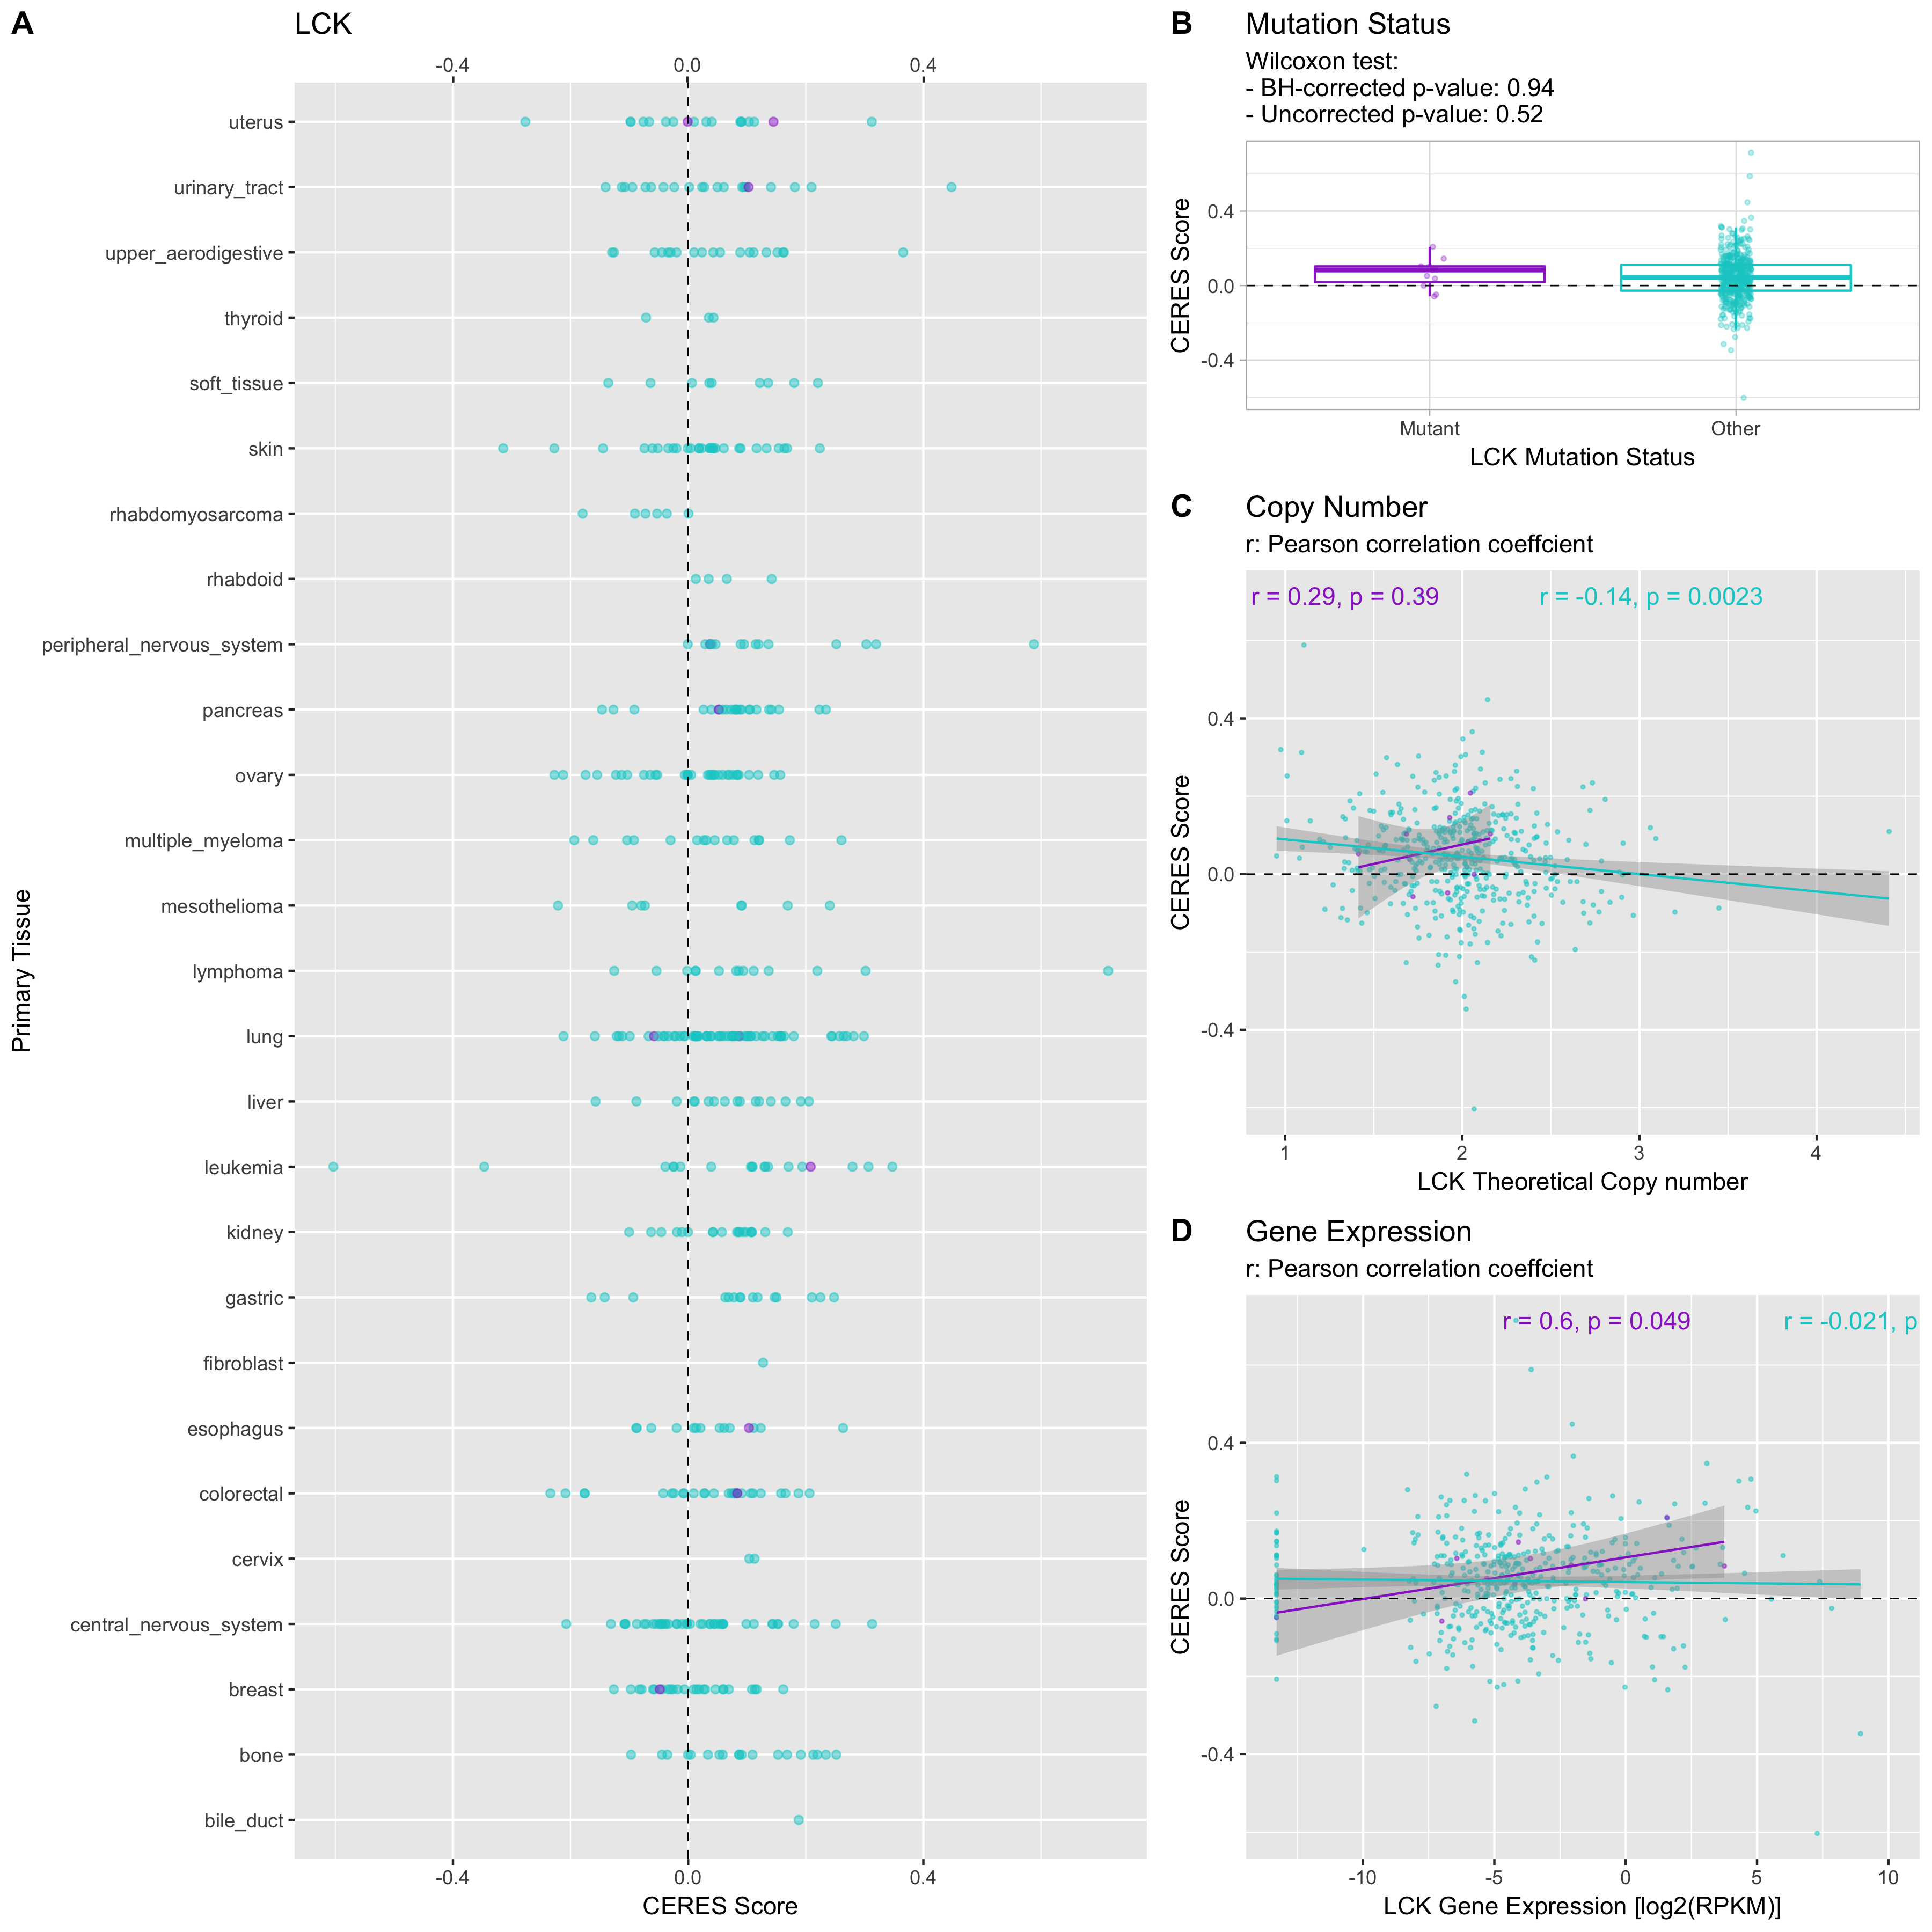 A
LCK
-0.4 0.0 0.4
uterus
urinary_tract
upper_aerodigestive
thyroid
soft_tissue
skin
rhabdomyosarcoma
rhabdoid
peripheral_nervous_system
pancreas
ovary
multiple_myeloma
mesothelioma
lymphoma
lung
liver
leukemia
kidney
gastric
fibroblast
esophagus
colorectal
cervix
central_nervous_system
breast
bone
bile_duct
Primary Tissue
-0.4 0.0 0.4
CERES Score
B
Mutation Status
Wilcoxon test:
- BH-corrected p-value: 0.94
- Uncorrected p-value: 0.52
CERES Score
0.4
0.0
-0.4
Mutant Other
LCK Mutation Status
C
Copy Number
r: Pearson correlation coeffcient
r = 0.29, p = 0.39
r = -0.14, p = 0.0023
CERES Score
0.4
0.0
-0.4
1 2 3 4
LCK Theoretical Copy number
D
Gene Expression
r: Pearson correlation coeffcient
r = 0.6, p = 0.049
r = -0.021, p
CERES Score
0.4
0.0
-0.4
-10 -5 0 5 10
LCK Gene Expression [log2(RPKM)]